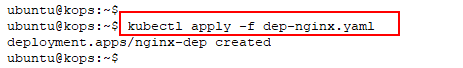 ubuntu@kops:~$
ubuntu@kops:~$ kubectl apply -f dep-nginx.yaml
deployment.apps/nginx-dep created
ubuntu@kops:~$